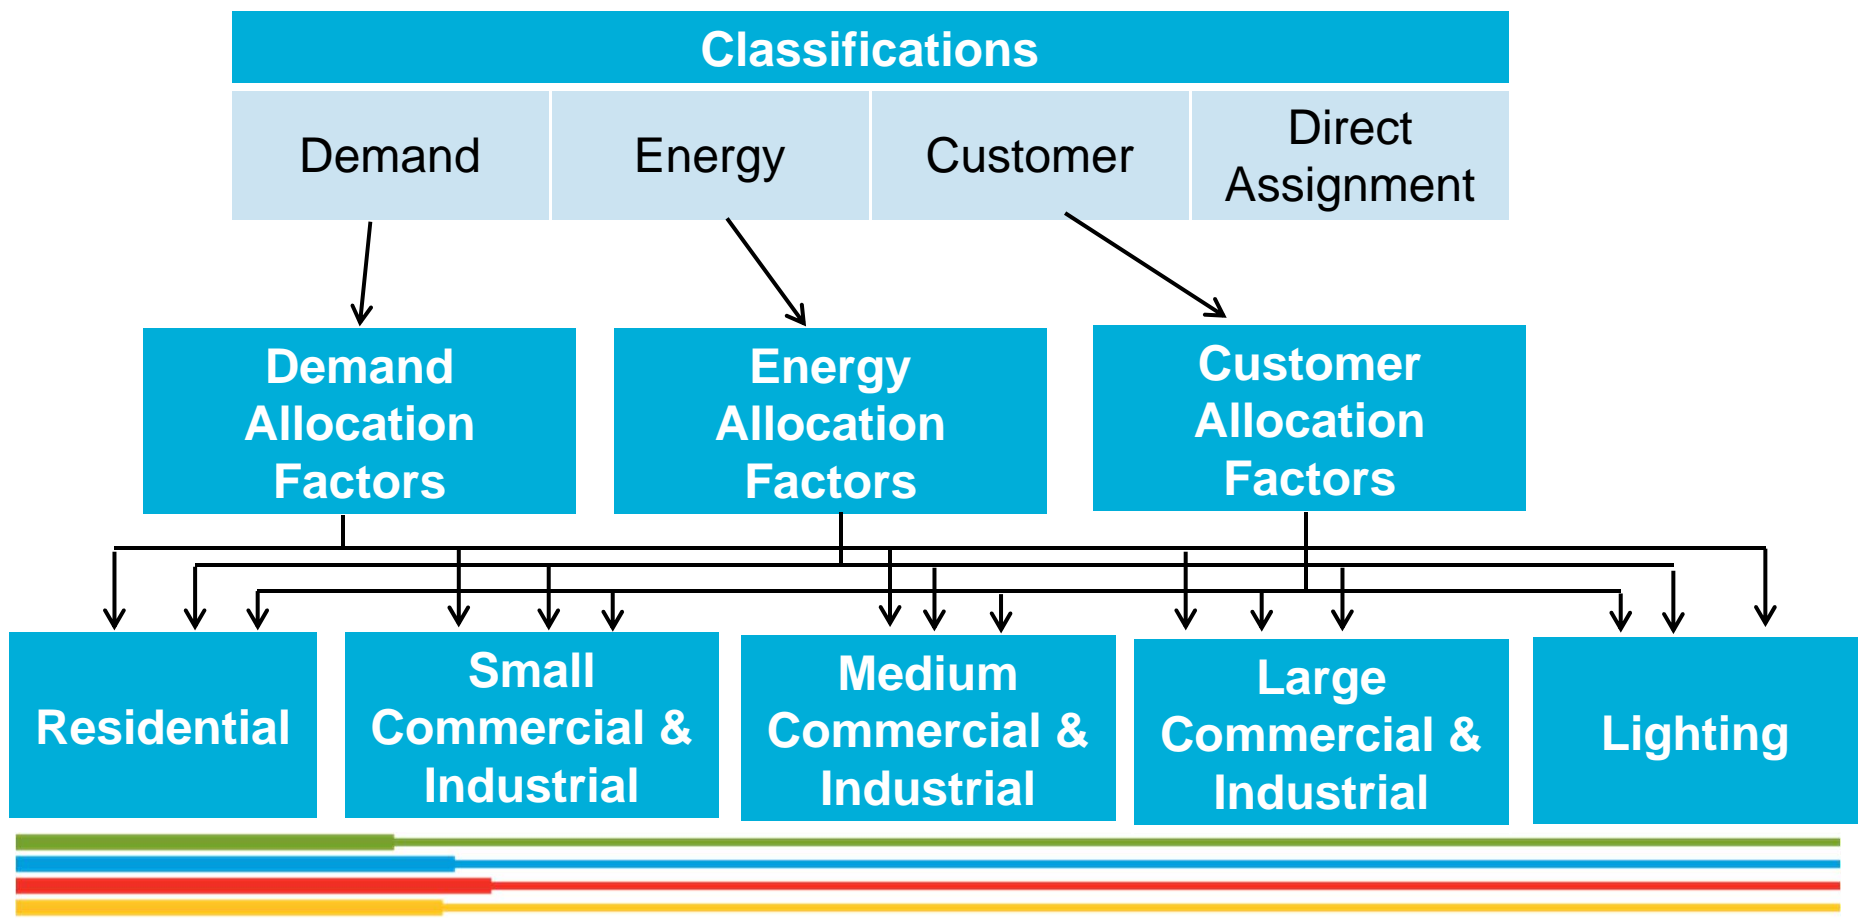 Classifications
Demand
Energy
Customer
Direct
Assignment
Demand
Allocation
Factors
Energy
Allocation
Factors
Customer
Allocation
Factors
Residential
Small
Commercial &
Industrial
Medium
Commercial &
Industrial
Large
Commercial &
Industrial
Lighting